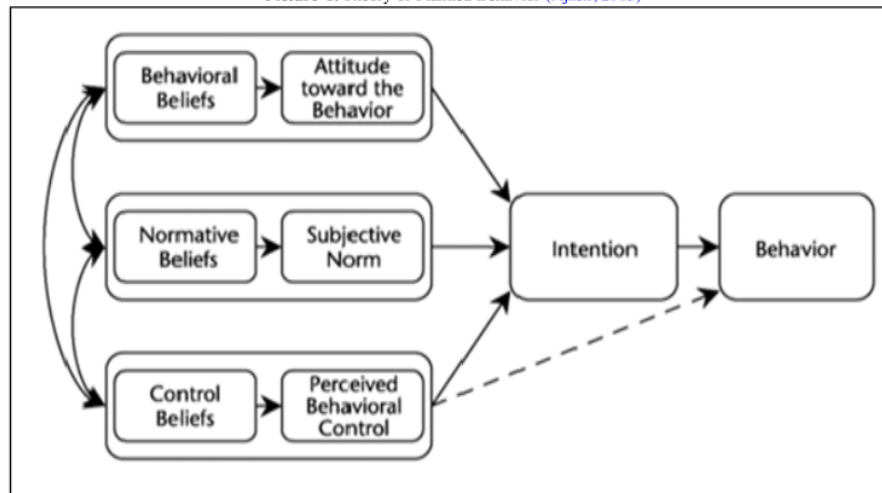 Behavioral
Beliefs
Attitude
toward the
Behavior
Normative
Beliefs
Subjective
Norm
Intention
Behavior
Control
Beliefs
Perceived
Behavioral
Control